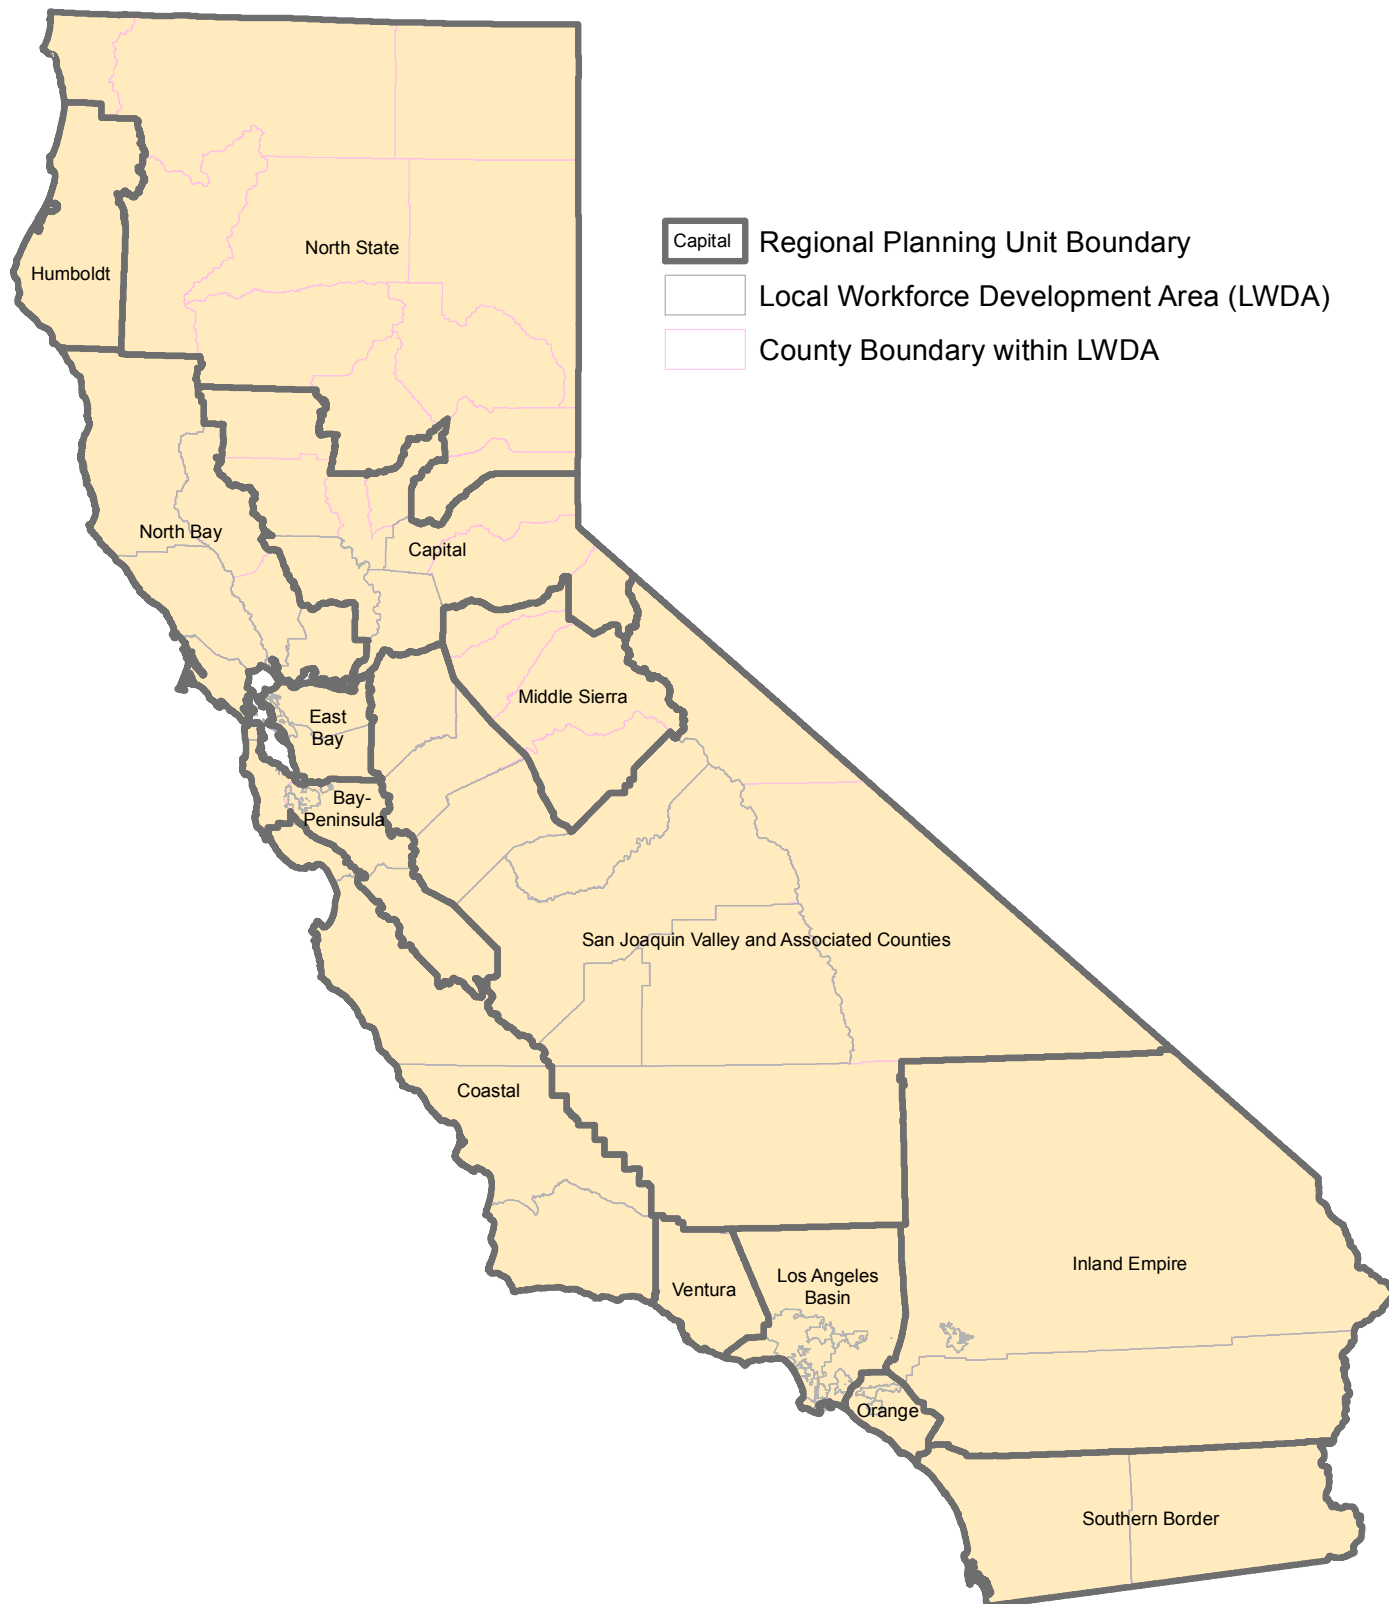 Capital
Regional Planning Unit Boundary
Local Workforce Development Area (LWDA)
County Boundary within LWDA
North State
Humboldt
North Bay
Capital
Middle Sierra
East
Bay
Bay-
Peninsula
San Joaquin Valley and Associated Counties
Coastal
Ventura
Los Angeles
Basin
Inland Empire
Orange
Southern Border